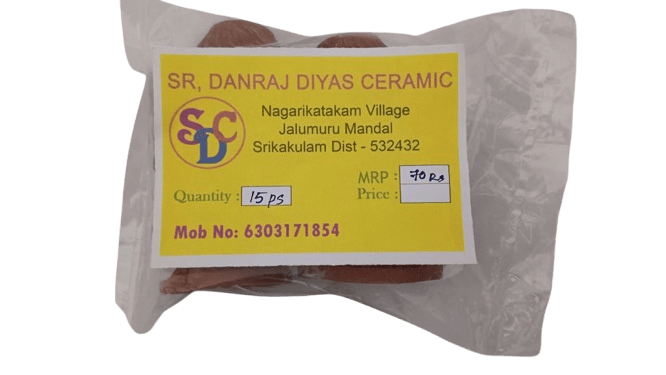 SR, DANRAJ DIYAS CERAMIC
SDC
Nagarikatakam Village
Jalumuru Mandal
Srikakulam Dist - 532432
MRP : 70 Rs
Quantity : 15 ps
Price :
Mob No: 6303171854